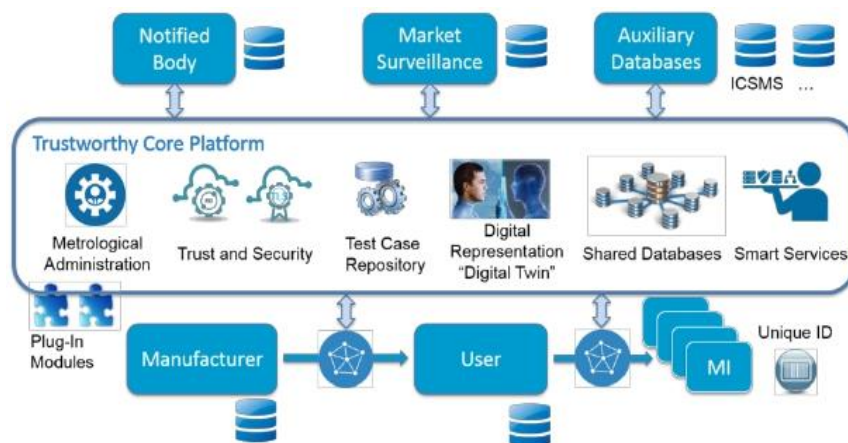 Notified
Body
Market
Surveillance
Auxiliary
Databases
ICSMS
...
Trustworthy Core Platform
Metrological
Administration
Trust and Security
Test Case
Repository
Digital
Representation
“Digital Twin”
Shared Databases
Smart Services
Plug-In
Modules
Manufacturer
User
MI
Unique ID